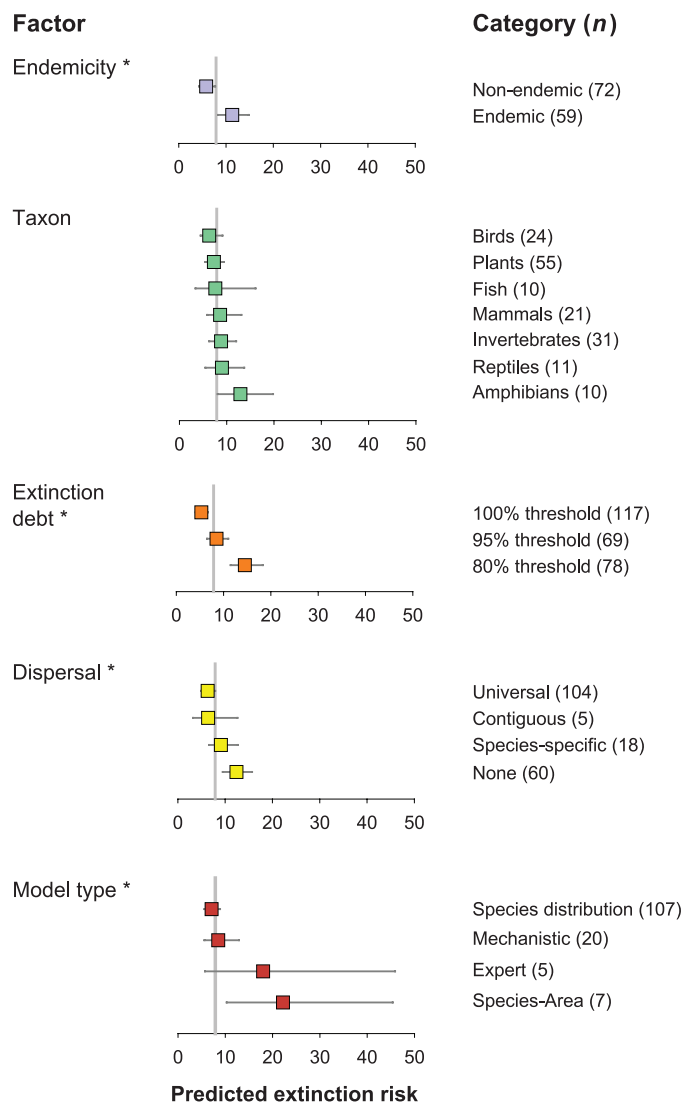 Factor Category (n)
Endemicity *
Non-endemic (72)
Endemic (59)
0 10 20 30 40 50
Taxon
Birds (24)
Plants (55)
Fish (10)
Mammals (21)
Invertebrates (31)
Reptiles (11)
Amphibians (10)
0 10 20 30 40 50
Extinction
debt *
100% threshold (117)
95% threshold (69)
80% threshold (78)
0 10 20 30 40 50
Dispersal *
Universal (104)
Contiguous (5)
Species-specific (18)
None (60)
0 10 20 30 40 50
Model type *
Species distribution (107)
Mechanistic (20)
Expert (5)
Species-Area (7)
0 10 20 30 40 50
Predicted extinction risk